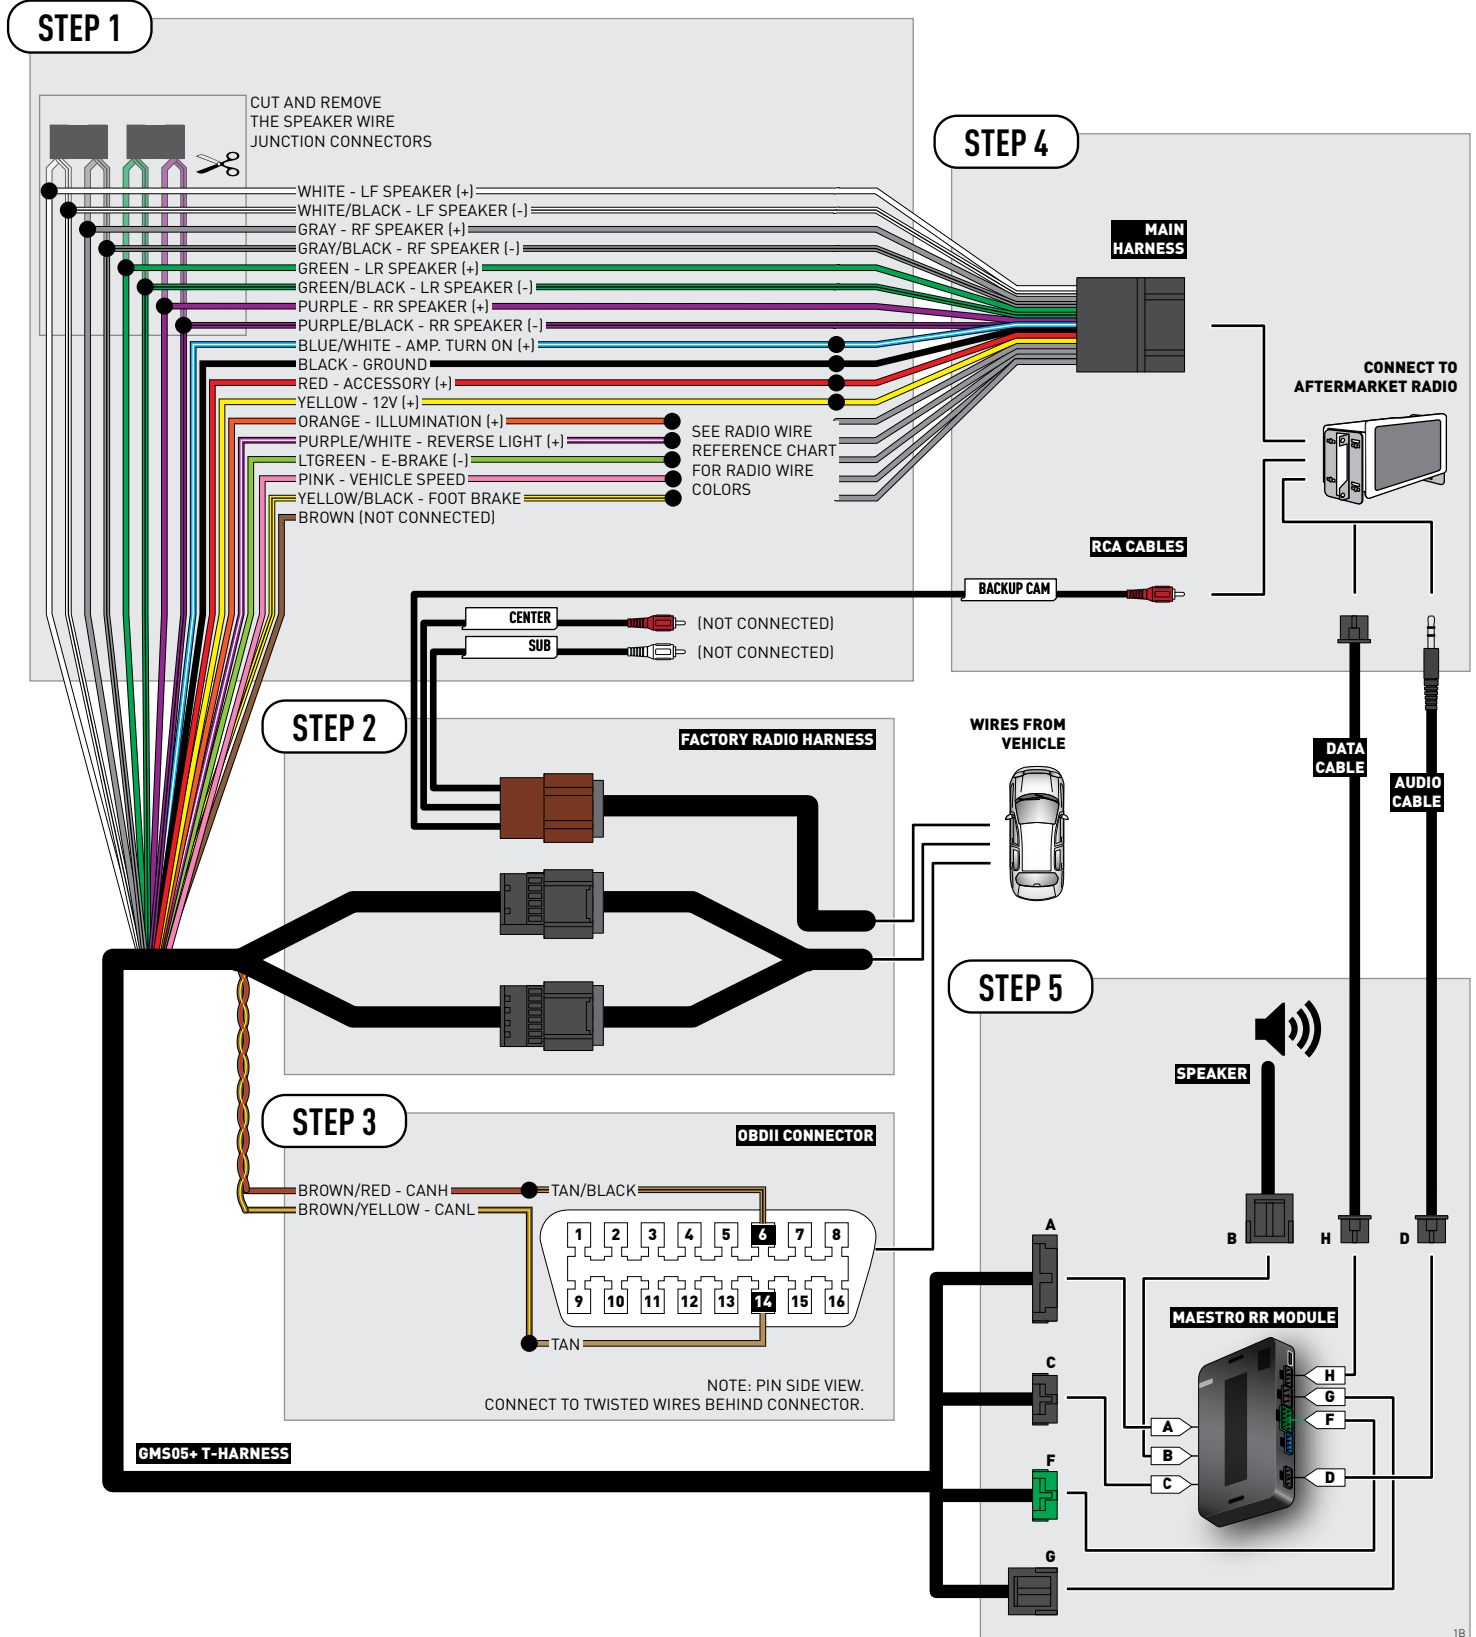 STEP 1
CUT AND REMOVE
THE SPEAKER WIRE
JUNCTION CONNECTORS
WHITE - LF SPEAKER (+)
WHITE/BLACK - LF SPEAKER (-)
GRAY - RF SPEAKER (+)
GRAY/BLACK - RF SPEAKER (-)
GREEN - LR SPEAKER (+)
GREEN/BLACK - LR SPEAKER (-)
PURPLE - RR SPEAKER (+)
PURPLE/BLACK - RR SPEAKER (-)
BLUE/WHITE - AMP. TURN ON (+)
BLACK - GROUND
RED - ACCESSORY (+)
YELLOW - 12V (+)
ORANGE - ILLUMINATION (+)
PURPLE/WHITE - REVERSE LIGHT (+)
LTGREEN - E-BRAKE (-)
PINK - VEHICLE SPEED
YELLOW/BLACK - FOOT BRAKE
BROWN (NOT CONNECTED)
SEE RADIO WIRE
REFERENCE CHART
FOR RADIO WIRE
COLORS
CENTER
(NOT CONNECTED)
SUB
(NOT CONNECTED)
STEP 4
MAIN
HARNESS
CONNECT TO
AFTERMARKET RADIO
RCA CABLES
BACKUP CAM
STEP 2
FACTORY RADIO HARNESS
WIRES FROM
VEHICLE
DATA
CABLE
AUDIO
CABLE
STEP 3
OBDII CONNECTOR
BROWN/RED - CANH
TAN/BLACK
BROWN/YELLOW - CANL
1 2 3 4 5 6 7 8
9 10 11 12 13 14 15 16
TAN
NOTE: PIN SIDE VIEW.
CONNECT TO TWISTED WIRES BEHIND CONNECTOR.
GMS05+ T-HARNESS
STEP 5
SPEAKER
A
B
H
D
MAESTRO RR MODULE
C
H
G
F
A
B
C
D
F
G
1B